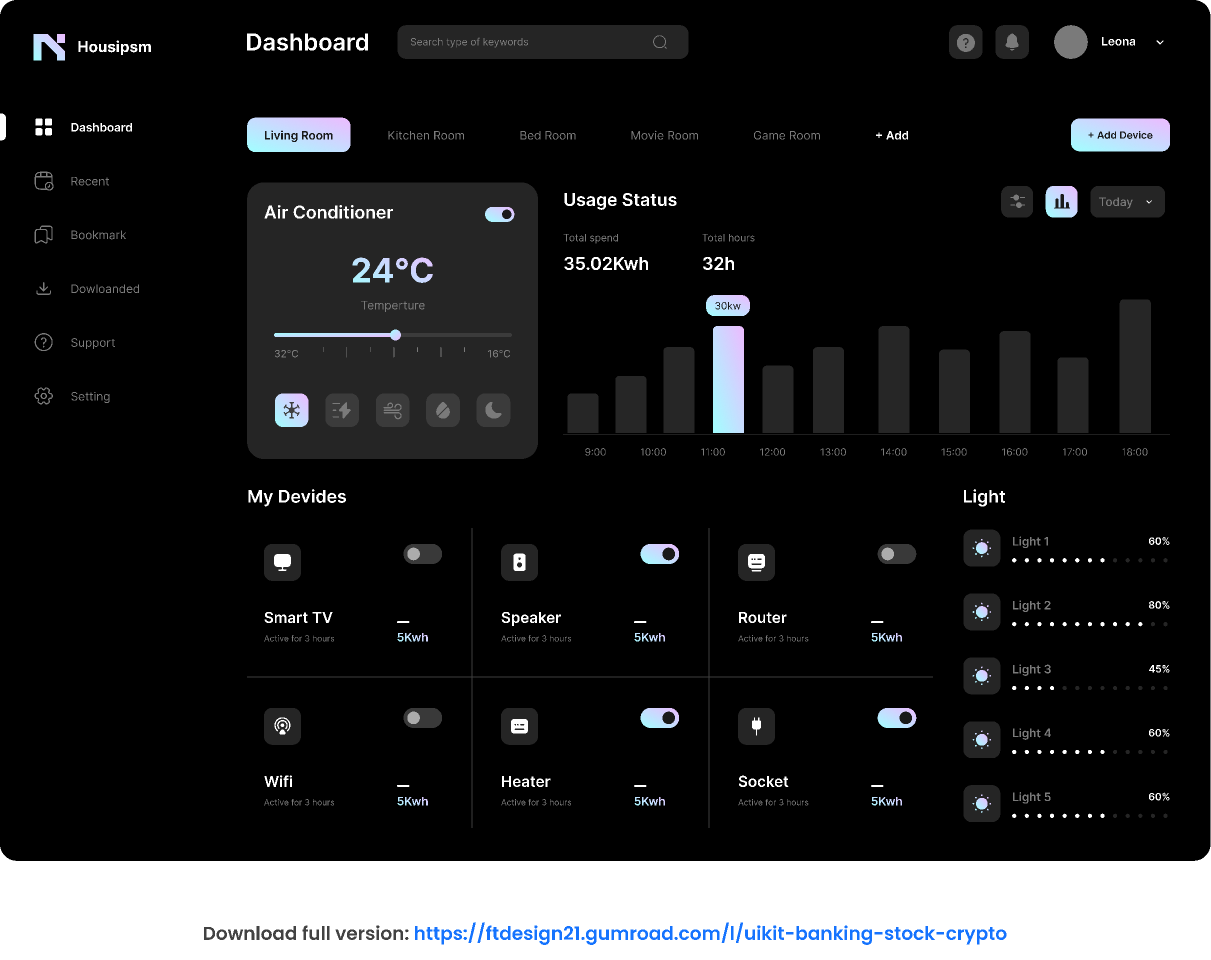 Housipsm
Dashboard
Search type of keywords
?
Leona
Dashboard
Recent
Bookmark
Dowloanded
Support
Setting
Living Room
Kitchen Room
Bed Room
Movie Room
Game Room
+ Add
+ Add Device
Air Conditioner
24°C
Temperture
32°C
16°C
Usage Status
Today
Total spend
Total hours
35.02Kwh
32h
30kw
9:00
10:00
11:00
12:00
13:00
14:00
15:00
16:00
17:00
18:00
My Devides
Smart TV
Active for 3 hours
5Kwh
Speaker
Active for 3 hours
5Kwh
Router
Active for 3 hours
5Kwh
Wifi
Active for 3 hours
5Kwh
Heater
Active for 3 hours
5Kwh
Socket
Active for 3 hours
5Kwh
Light
Light 1
60%
Light 2
80%
Light 3
45%
Light 4
60%
Light 5
60%
Download full version: https://ftdesign21.gumroad.com/l/uikit-banking-stock-crypto